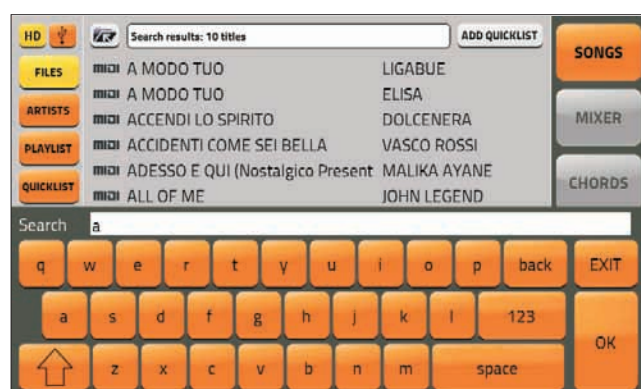 HD
Search results: 10 titles
ADD QUICKLIST
SONGS
FILES
ARTISTS
PLAYLIST
QUICKLIST
MIDI A MODO TUO LIGABUE
MIDI A MODO TUO ELISA
MIDI ACCENDI LO SPIRITO DOLCENERA
MIDI ACCIDENTI COME SEI BELLA VASCO ROSSI
MIDI ADESSO E QUI (Nostalgico Present MALIKA AYANE
MIDI ALL OF ME JOHN LEGEND
MIXER
CHORDS
Search a
q w e r t y u i o p back EXIT
a s d f g h j k l 123
z x c v b n m space OK